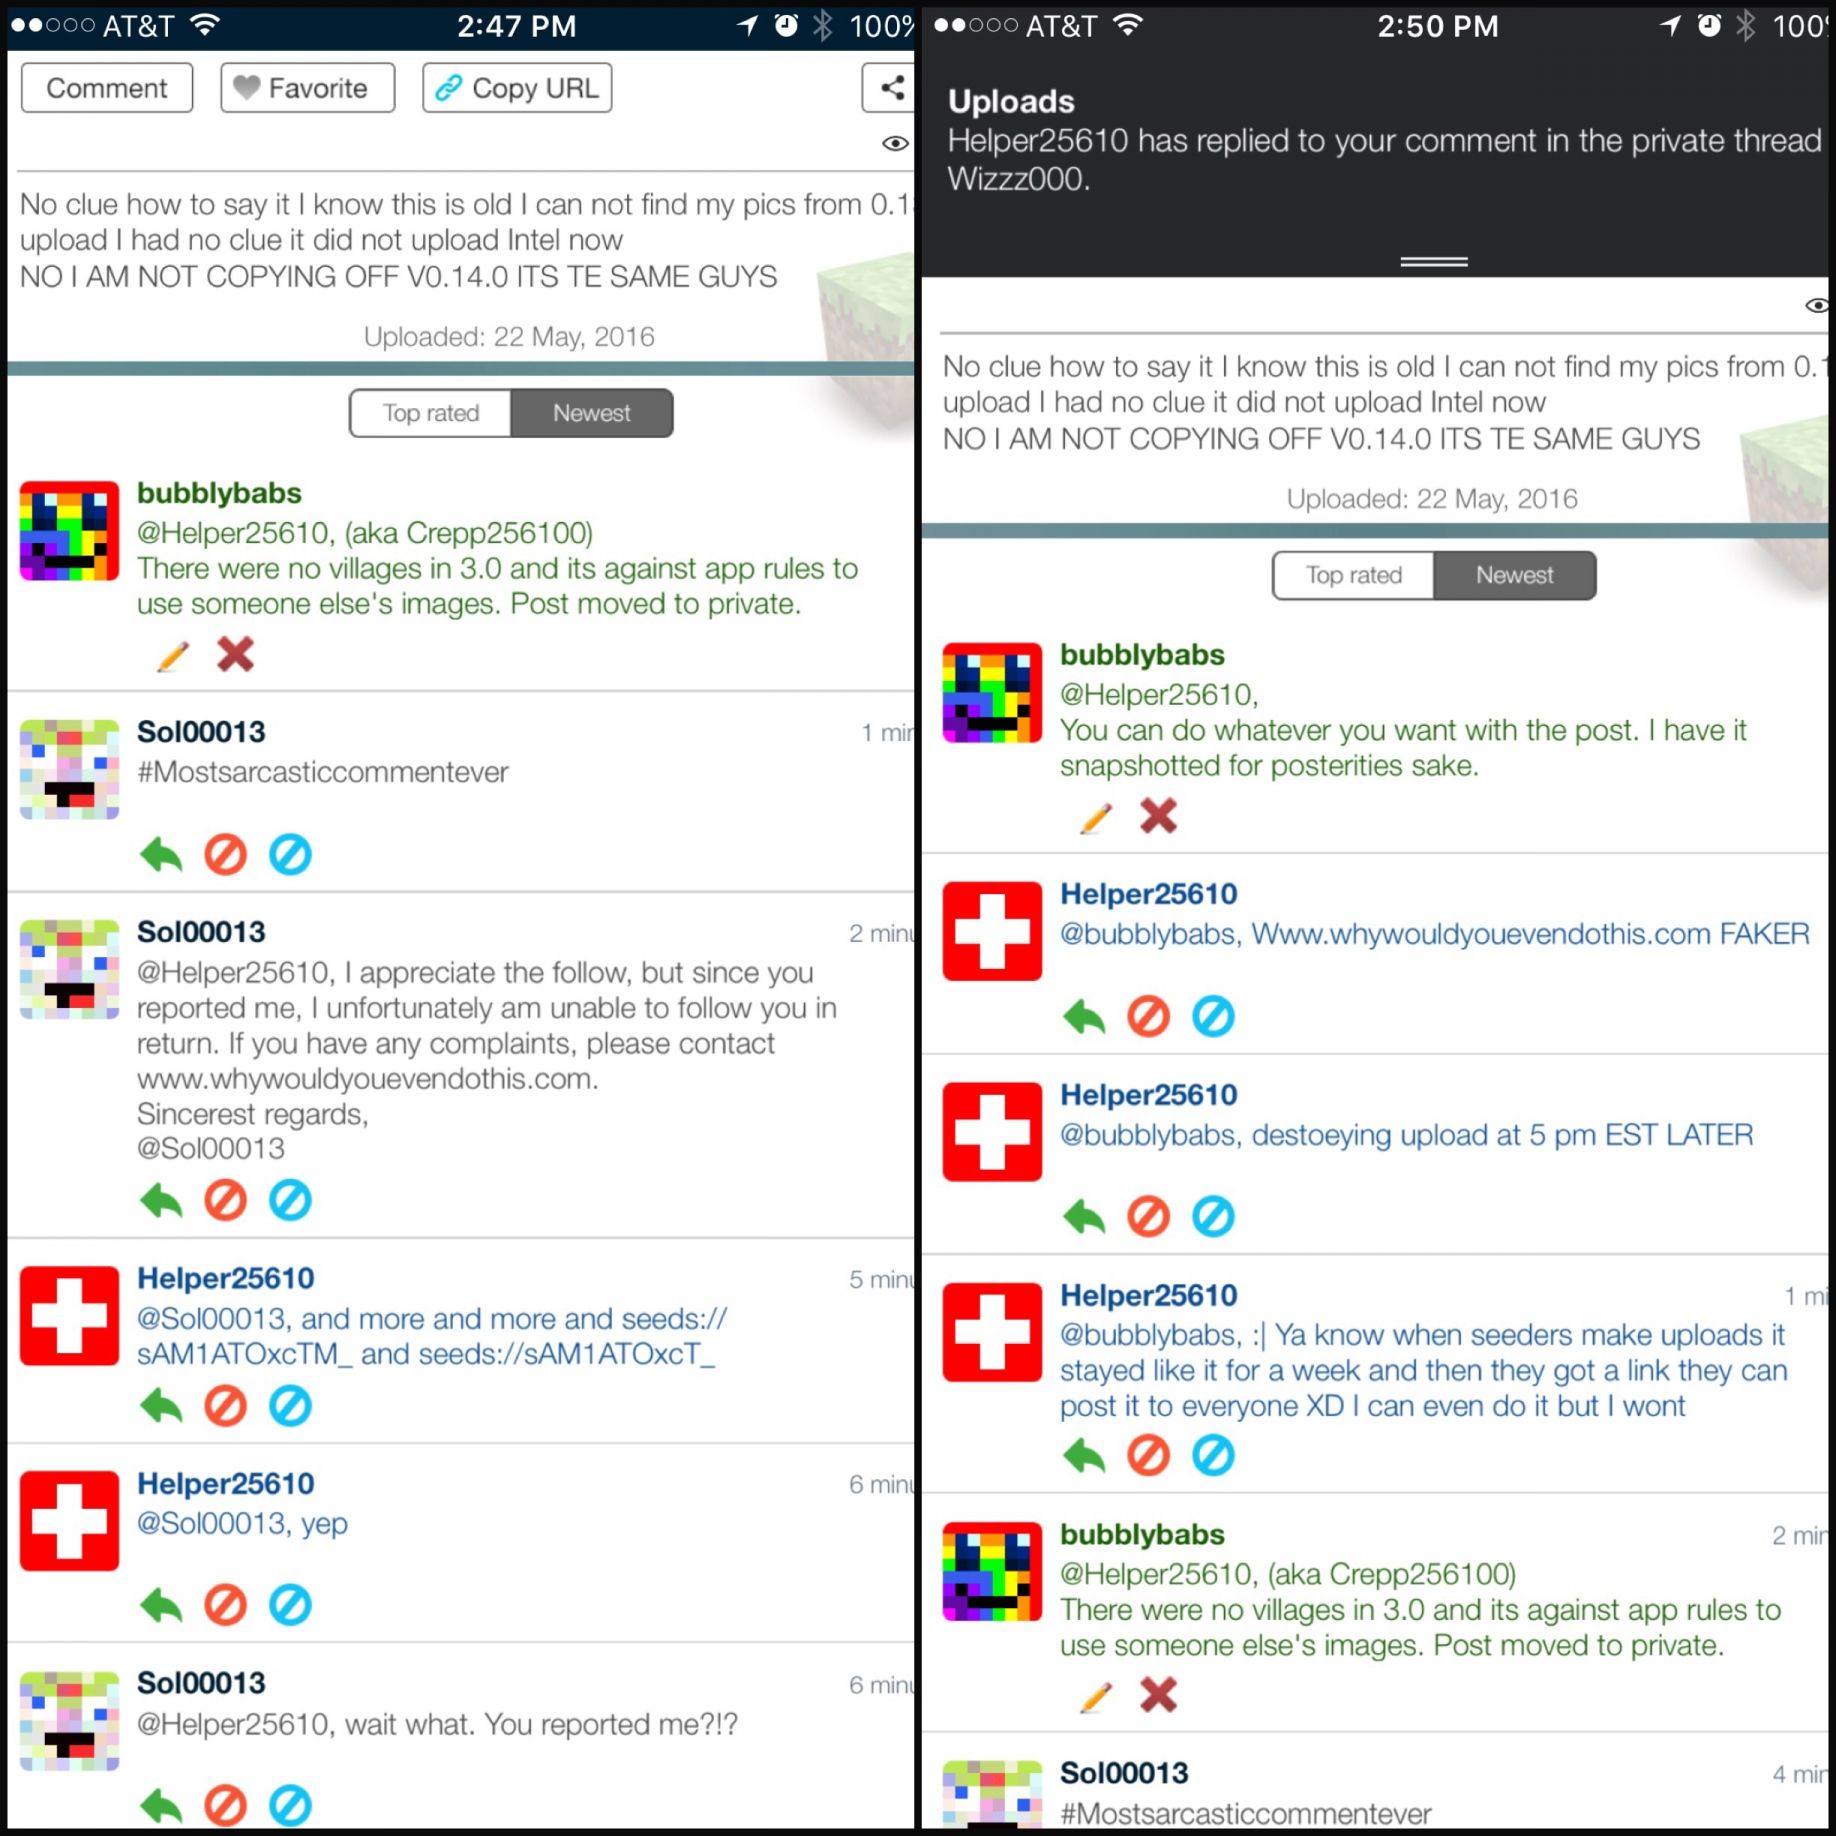 AT&T 2:47 PM 100%
Comment Favorite Copy URL
No clue how to say it I know this is old I can not find my pics from 0.1
upload I had no clue it did not upload Intel now
NO I AM NOT COPYING OFF V0.14.0 ITS TE SAME GUYS
Uploaded: 22 May, 2016
Top rated Newest
bubblybabs
@Helper25610, (aka Crepp256100)
There were no villages in 3.0 and its against app rules to
use someone else's images. Post moved to private.
Sol00013 1 min
#Mostsarcasticcommentever
Sol00013 2 minu
@Helper25610, I appreciate the follow, but since you
reported me, I unfortunately am unable to follow you in
return. If you have any complaints, please contact
www.whywouldyouevendothis.com.
Sincerest regards,
@Sol00013
Helper25610 5 minu
@Sol00013, and more and more and seeds://
sAM1ATOxcTM_ and seeds://sAM1ATOxcT_
Helper25610 6 minu
@Sol00013, yep
Sol00013 6 minu
@Helper25610, wait what. You reported me?!?
AT&T 2:50 PM 100
Uploads
Helper25610 has replied to your comment in the private thread
Wizzz000.
No clue how to say it I know this is old I can not find my pics from 0.1
upload I had no clue it did not upload Intel now
NO I AM NOT COPYING OFF V0.14.0 ITS TE SAME GUYS
Uploaded: 22 May, 2016
Top rated Newest
bubblybabs
@Helper25610,
You can do whatever you want with the post. I have it
snapshotted for posterities sake.
Helper25610
@bubblybabs, Www.whywouldyouevendothis.com FAKER
Helper25610
@bubblybabs, destoeying upload at 5 pm EST LATER
Helper25610 1 mi
@bubblybabs, :| Ya know when seeders make uploads it
stayed like it for a week and then they got a link they can
post it to everyone XD I can even do it but I wont
bubblybabs 2 min
@Helper25610, (aka Crepp256100)
There were no villages in 3.0 and its against app rules to
use someone else's images. Post moved to private.
Sol00013 4 min
#Mostsarcasticcommentever